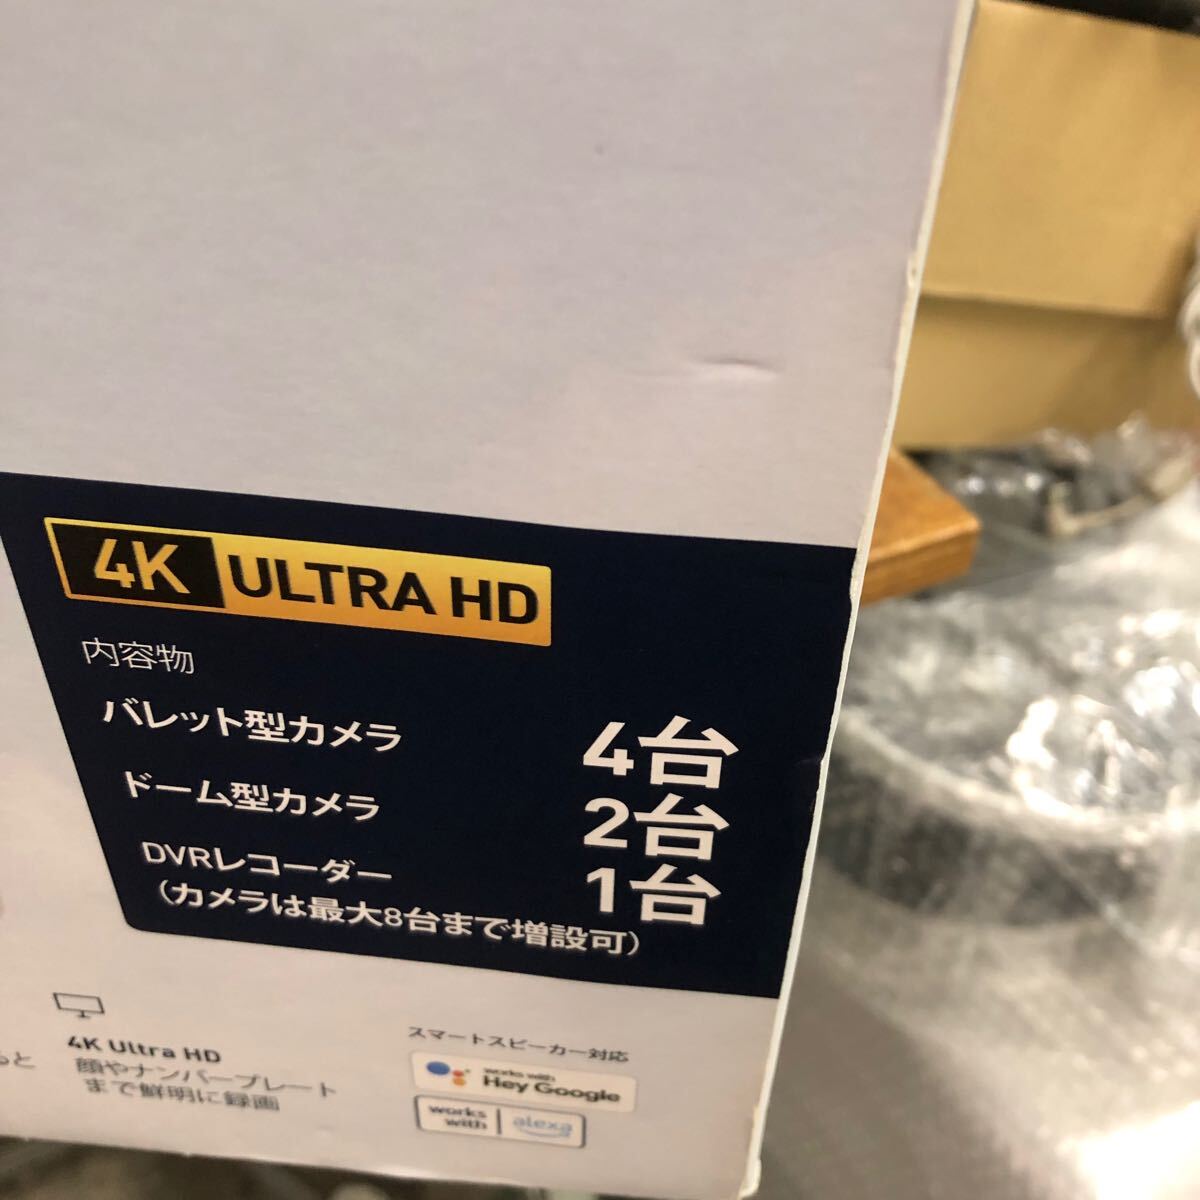 4K ULTRA HD
内容物
バレット型カメラ 4台
ドーム型カメラ 2台
DVRレコーダー 1台
(カメラは最大8台まで増設可)
4K Ultra HD
顔やナンバープレート
まで鮮明に録画
スマートスピーカー対応
works with
Hey Google
works
with
alexa